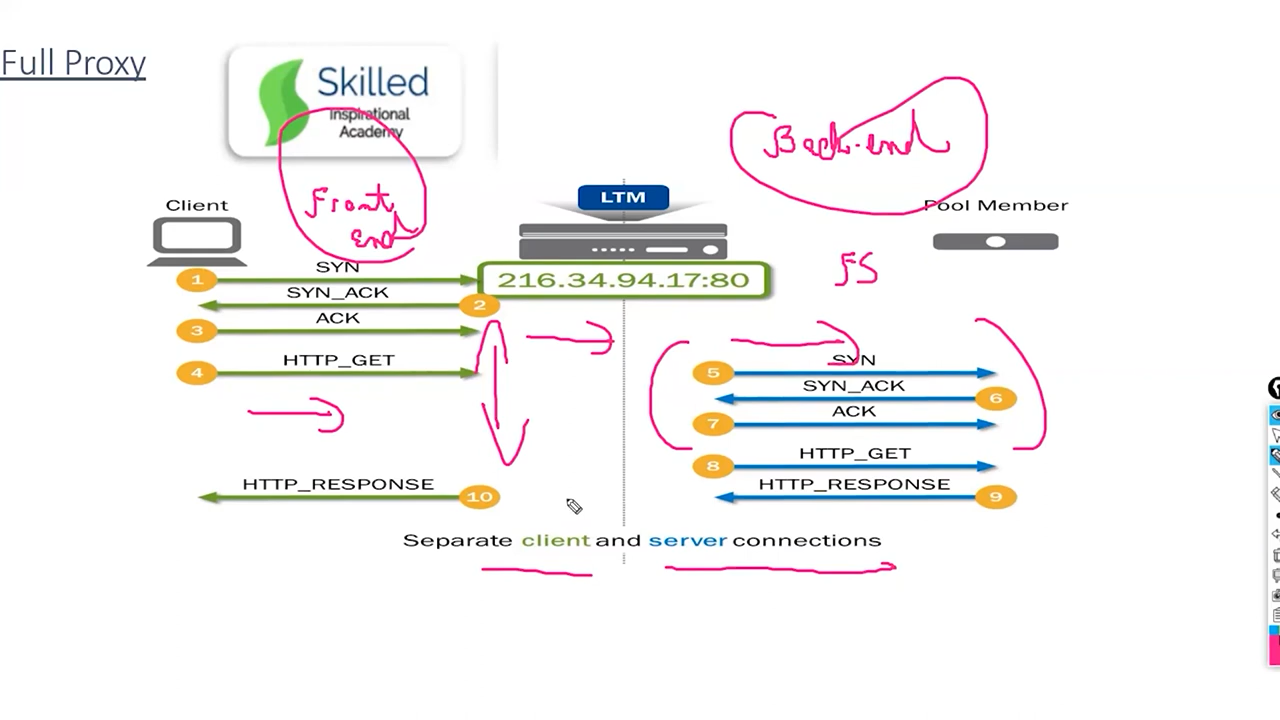 Full Proxy
Skilled
Inspirational
Academy
Back-end
Front
end
LTM
Client
Pool Member
216.34.94.17:80
FS
1 SYN
SYN_ACK 2
3 ACK
4 HTTP_GET
5 SYN
SYN_ACK 6
7 ACK
8 HTTP_GET
HTTP_RESPONSE 9
HTTP_RESPONSE 10
Separate client and server connections